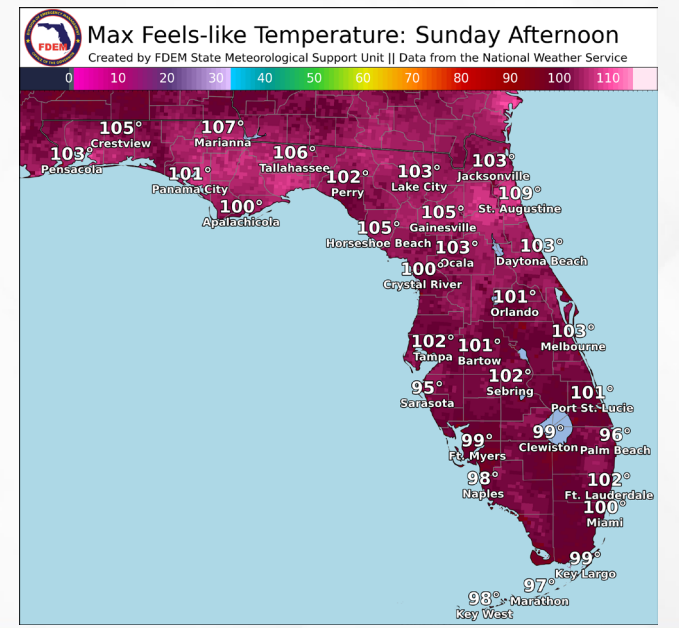 FDEM
Max Feels-like Temperature: Sunday Afternoon
Created by FDEM State Meteorological Support Unit || Data from the National Weather Service
0 10 20 30 40 50 60 70 80 90 100 110
105°
Crestview
107°
Marianna
103°
Pensacola
106°
Tallahassee
101°
Panama City
102°
Perry
103°
Lake City
103°
Jacksonville
100°
Apalachicola
109°
St. Augustine
105°
Gainesville
105°
Horseshoe Beach
103°
Ocala
103°
Daytona Beach
100°
Crystal River
101°
Orlando
103°
Melbourne
102°
Tampa
101°
Bartow
102°
Sebring
95°
Sarasota
101°
Port St. Lucie
99°
Clewiston
96°
Palm Beach
99°
Ft. Myers
98°
Naples
102°
Ft. Lauderdale
100°
Miami
99°
Key Largo
97°
Marathon
98°
Key West